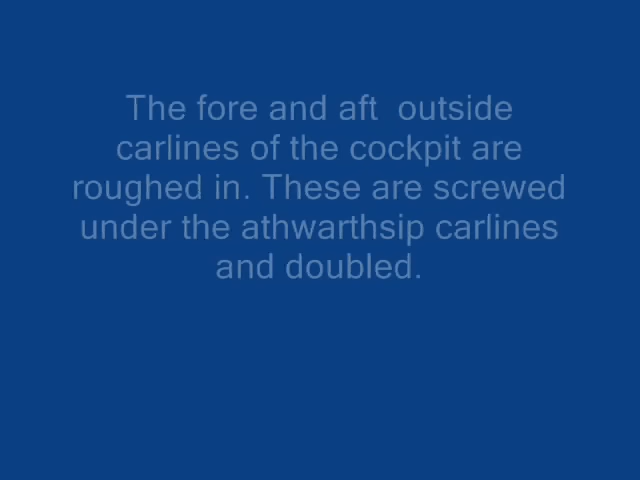 The fore and aft  outside
carlines of the cockpit are
roughed in. These are screwed
under the athwarthsip carlines
and doubled.